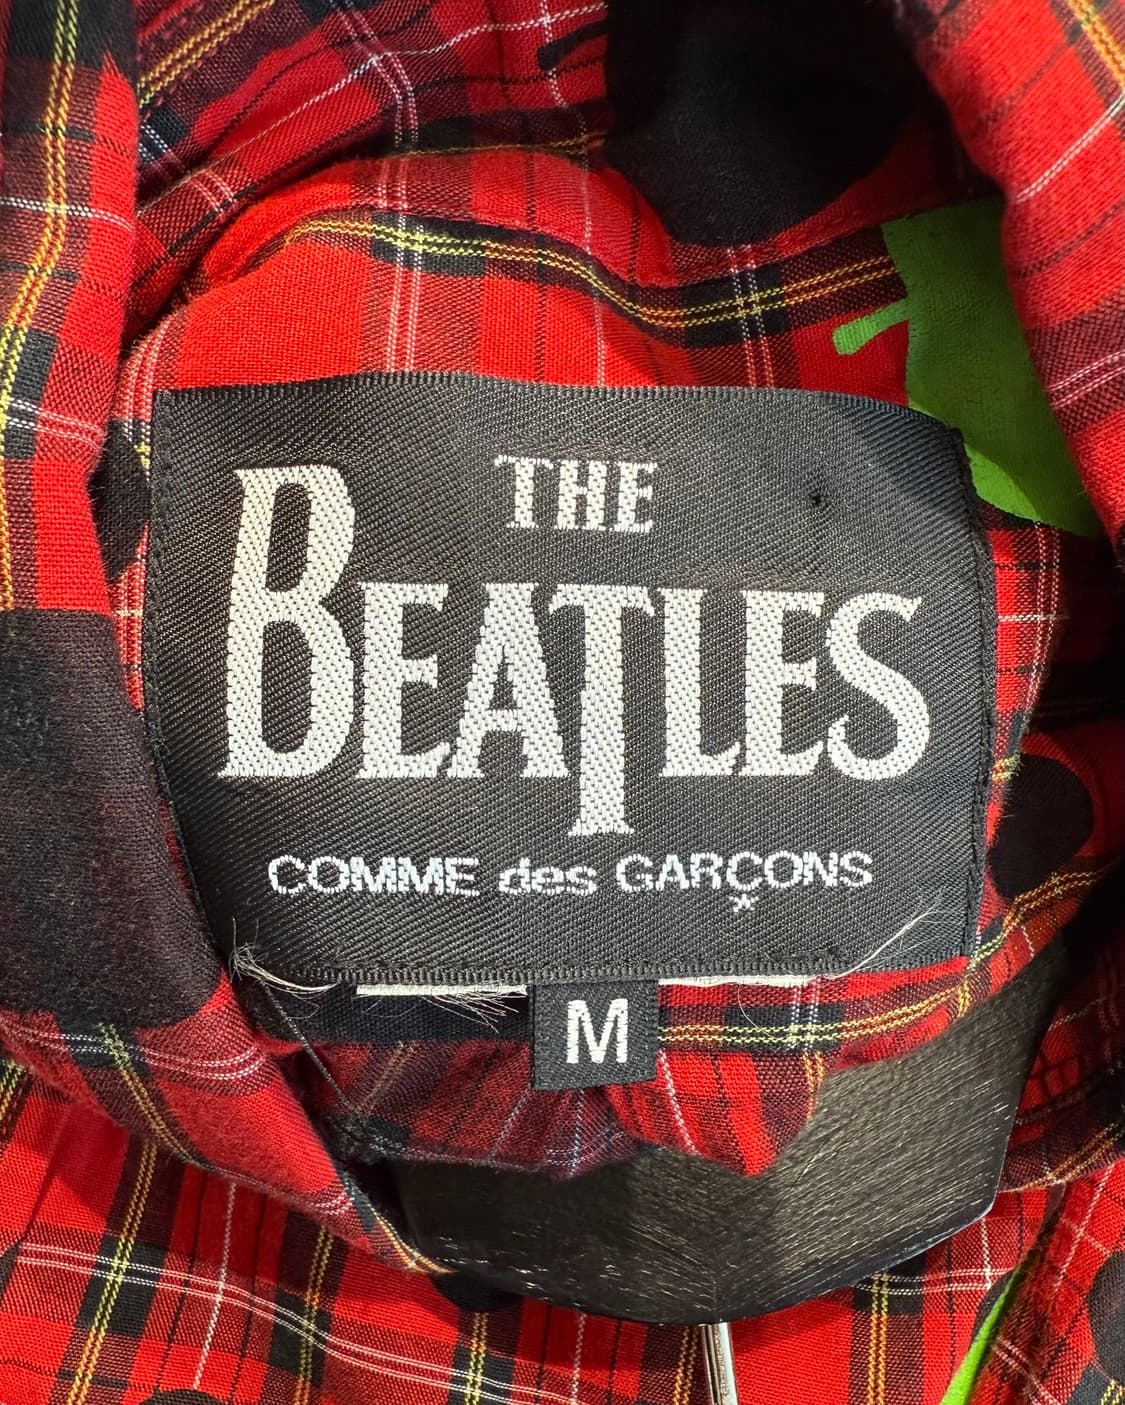 THE
BEATLES
COMME des GARÇONS
*
M